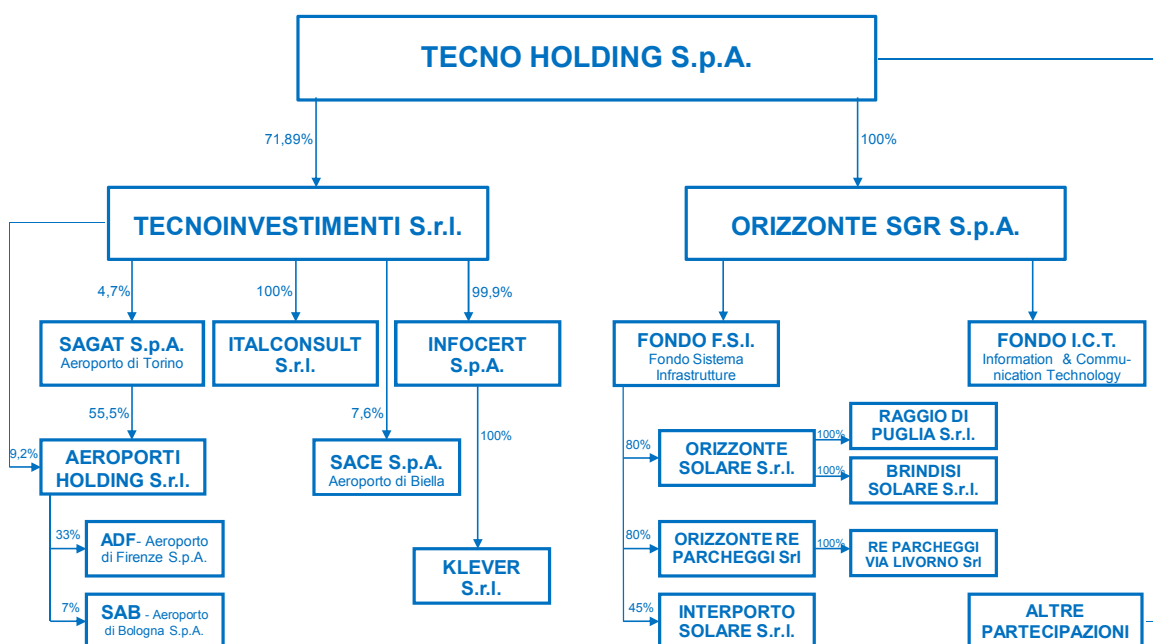 TECNO HOLDING S.p.A.
71,89%
100%
TECNOINVESTIMENTI S.r.l.
ORIZZONTE SGR S.p.A.
4,7%
100%
99,9%
SAGAT S.p.A.
Aeroporto di Torino
ITALCONSULT
S.r.l.
INFOCERT
S.p.A.
FONDO F.S.I.
Fondo Sistema
Infrastrutture
FONDO I.C.T.
Information & Commu-
nication Technology
55,5%
7,6%
100%
9,2%
AEROPORTI
HOLDING S.r.l.
SACE S.p.A.
Aeroporto di Biella
80%
ORIZZONTE
SOLARE S.r.l.
100%
RAGGIO DI
PUGLIA S.r.l.
100%
BRINDISI
SOLARE S.r.l.
33%
ADF- Aeroporto
di Firenze S.p.A.
KLEVER
S.r.l.
80%
ORIZZONTE RE
PARCHEGGI Srl
100%
RE PARCHEGGI
VIA LIVORNO Srl
7%
SAB - Aeroporto
di Bologna S.p.A.
45%
INTERPORTO
SOLARE S.r.l.
ALTRE
PARTECIPAZIONI